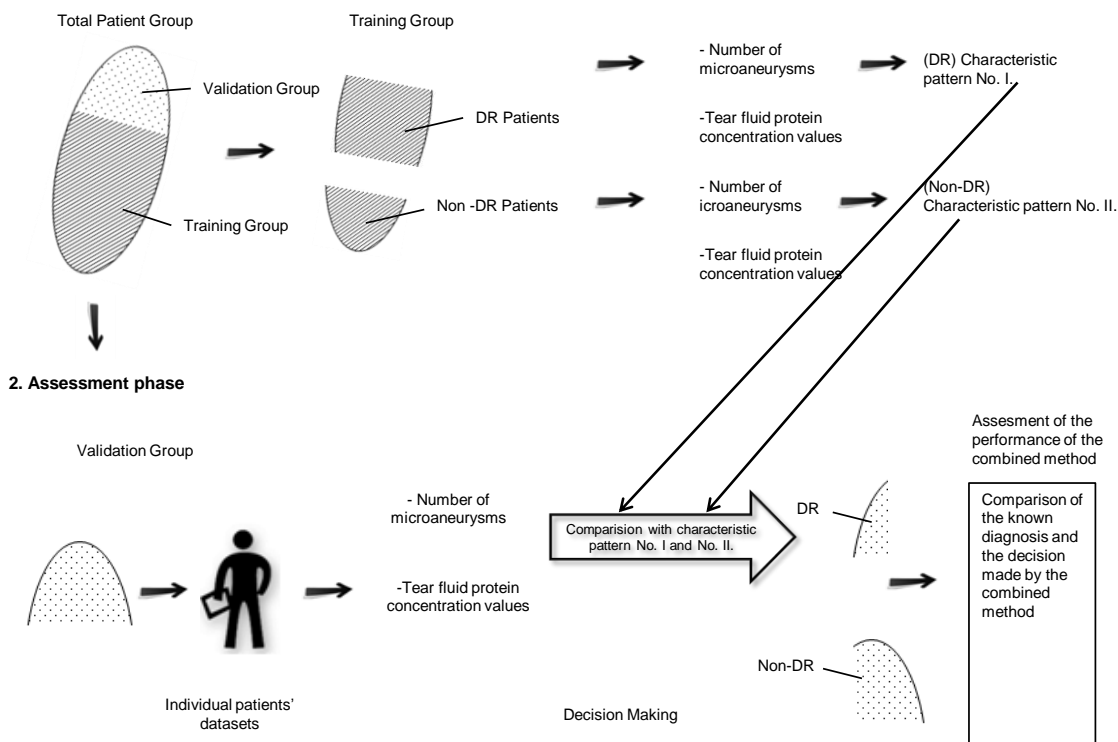 Total Patient Group
Training Group
Validation Group
Training Group
DR Patients
Non -DR Patients
- Number of
microaneurysms
-Tear fluid protein
concentration values
- Number of
icroaneurysms
-Tear fluid protein
concentration values
(DR) Characteristic
pattern No. I.
(Non-DR)
Characteristic pattern No. II.
2. Assessment phase
Validation Group
Individual patients'
datasets
- Number of
microaneurysms
-Tear fluid protein
concentration values
Comparision with characteristic
pattern No. I and No. II.
Decision Making
DR
Non-DR
Assesment of the
performance of the
combined method
Comparison of
the known
diagnosis and
the decision
made by the
combined
method